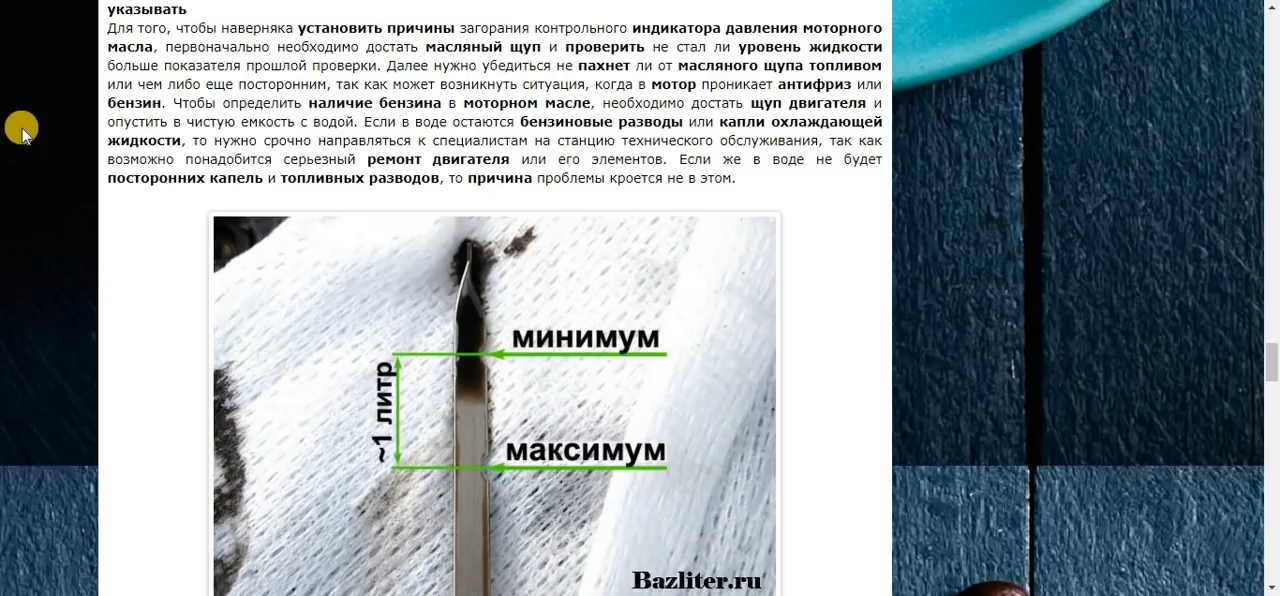 указывать
Для того, чтобы наверняка установить причины загорания контрольного индикатора давления моторного
масла, первоначально необходимо достать масляный щуп и проверить не стал ли уровень жидкости
больше показателя прошлой проверки. Далее нужно убедиться не пахнет ли от масляного щупа топливом
или чем либо еще посторонним, так как может возникнуть ситуация, когда в мотор проникает антифриз или
бензин. Чтобы определить наличие бензина в моторном масле, необходимо достать щуп двигателя и
опустить в чистую емкость с водой. Если в воде остаются бензиновые разводы или капли охлаждающей
жидкости, то нужно срочно направляться к специалистам на станцию технического обслуживания, так как
возможно понадобится серьезный ремонт двигателя или его элементов. Если же в воде не будет
посторонних капель и топливных разводов, то причина проблемы кроется не в этом.
минимум
~1 литр
максимум
Bazliter.ru